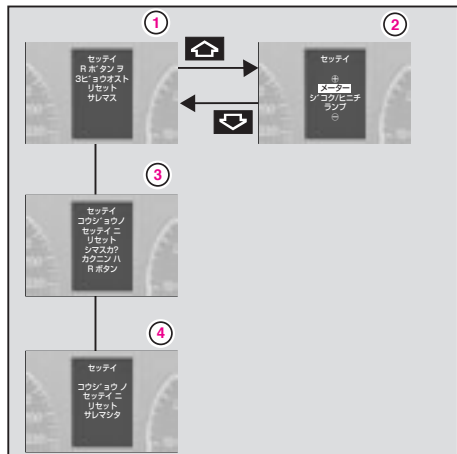 1
セッテイ
R ボタン ヲ
3ビョウオスト
リセット
サレマス
2
セッテイ
メーター
ジコク/ヒニチ
ランプ
3
セッテイ
コウジョウノ
セッテイ ニ
リセット
シマスカ?
カクニン ハ
R ボタン
4
セッテイ
コウジョウ ノ
セッテイ ニ
リセット
サレマシタ